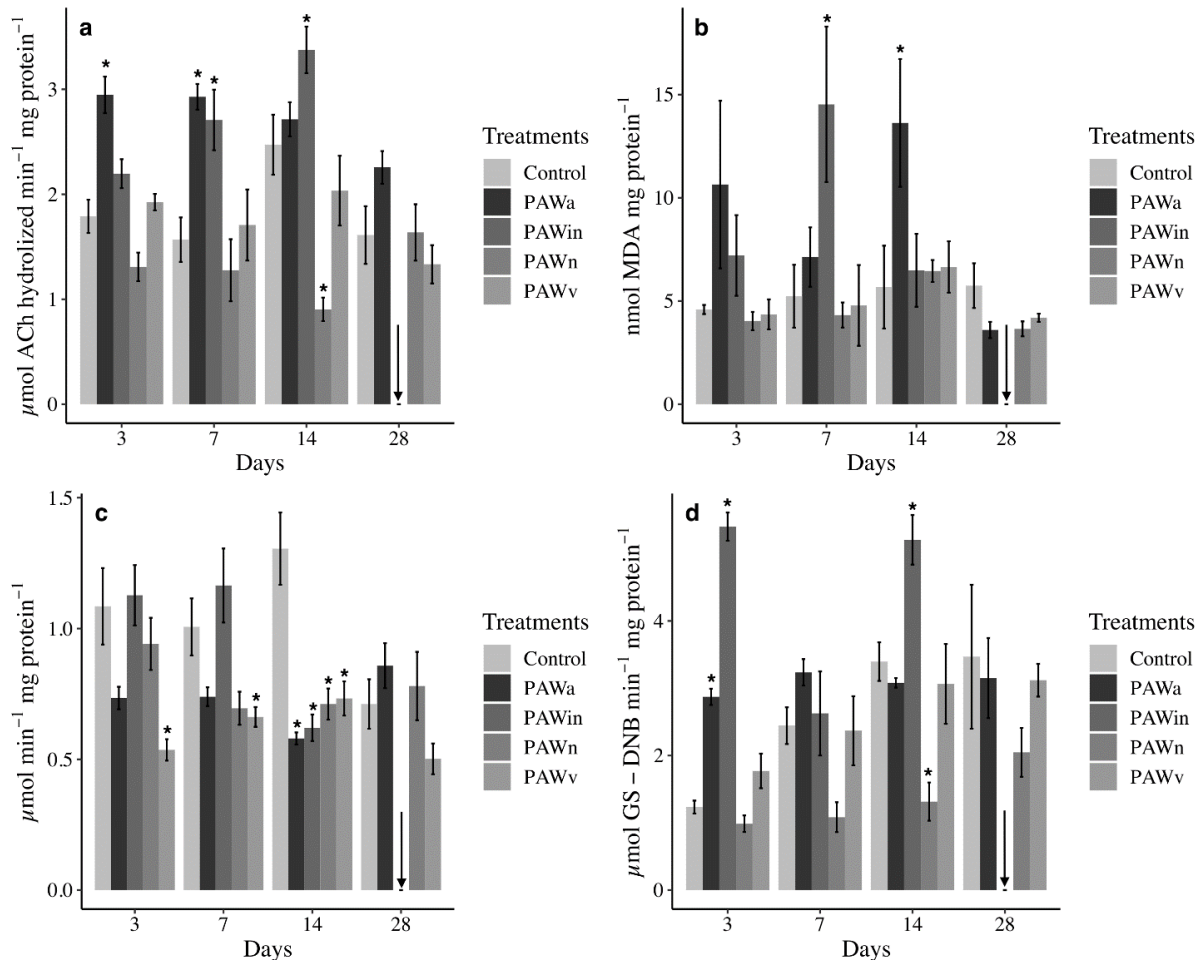 a
*
*
*
*
*
3
2
1
0
µmol ACh hydrolized min⁻¹ mg protein⁻¹
3
7
14
28
Days
Treatments
Control
PAWa
PAWin
PAWn
PAWv
b
*
*
15
10
5
0
nmol MDA mg protein⁻¹
3
7
14
28
Days
Treatments
Control
PAWa
PAWin
PAWn
PAWv
c
*
*
*
*
*
*
1.5
1.0
0.5
0.0
µmol min⁻¹ mg protein⁻¹
3
7
14
28
Days
Treatments
Control
PAWa
PAWin
PAWn
PAWv
d
*
*
*
*
4
2
0
µmol GS − DNB min⁻¹ mg protein⁻¹
3
7
14
28
Days
Treatments
Control
PAWa
PAWin
PAWn
PAWv